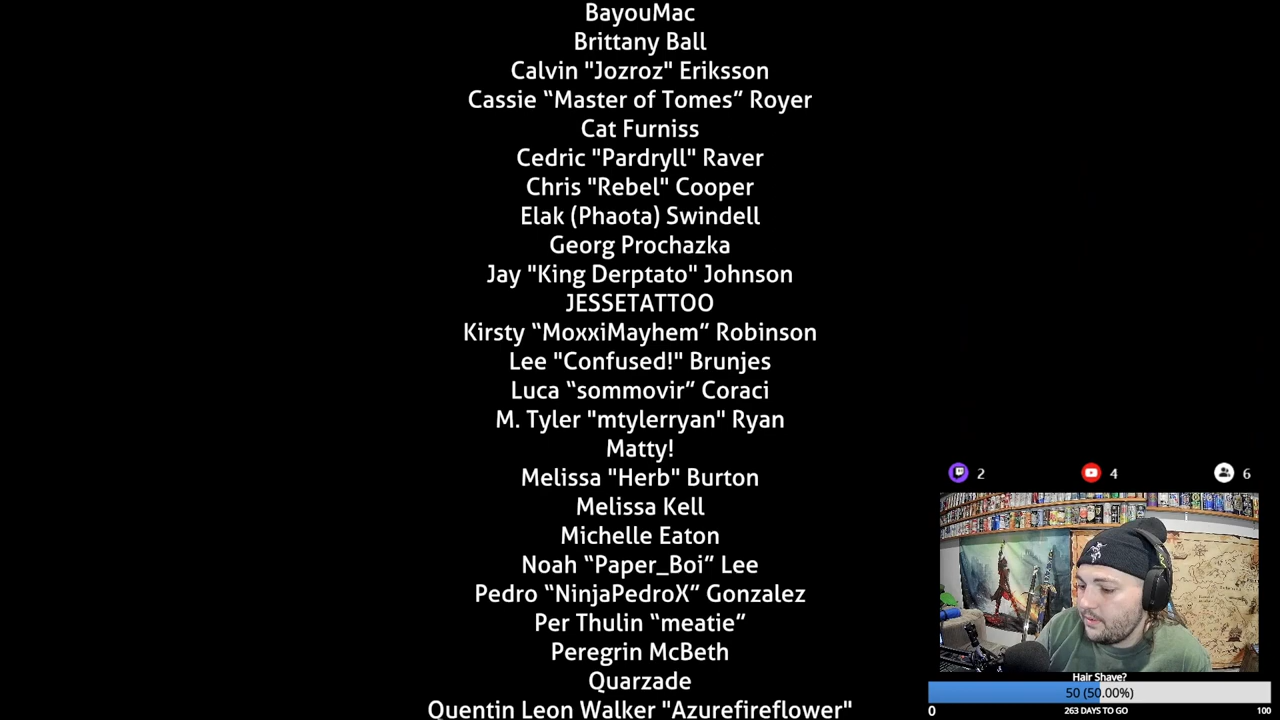 BayouMac
Brittany Ball
Calvin "Jozroz" Eriksson
Cassie “Master of Tomes” Royer
Cat Furniss
Cedric "Pardryll" Raver
Chris "Rebel" Cooper
Elak (Phaota) Swindell
Georg Prochazka
Jay "King Derptato" Johnson
JESSETATTOO
Kirsty “MoxxiMayhem” Robinson
Lee "Confused!" Brunjes
Luca “sommovir” Coraci
M. Tyler "mtylerryan" Ryan
Matty!
Melissa "Herb" Burton
Melissa Kell
Michelle Eaton
Noah “Paper_Boi” Lee
Pedro “NinjaPedroX” Gonzalez
Per Thulin “meatie”
Peregrin McBeth
Quarzade
Quentin Leon Walker "Azurefireflower"
2 4 6
Hair Shave?
50 (50.00%)
0 263 DAYS TO GO 100